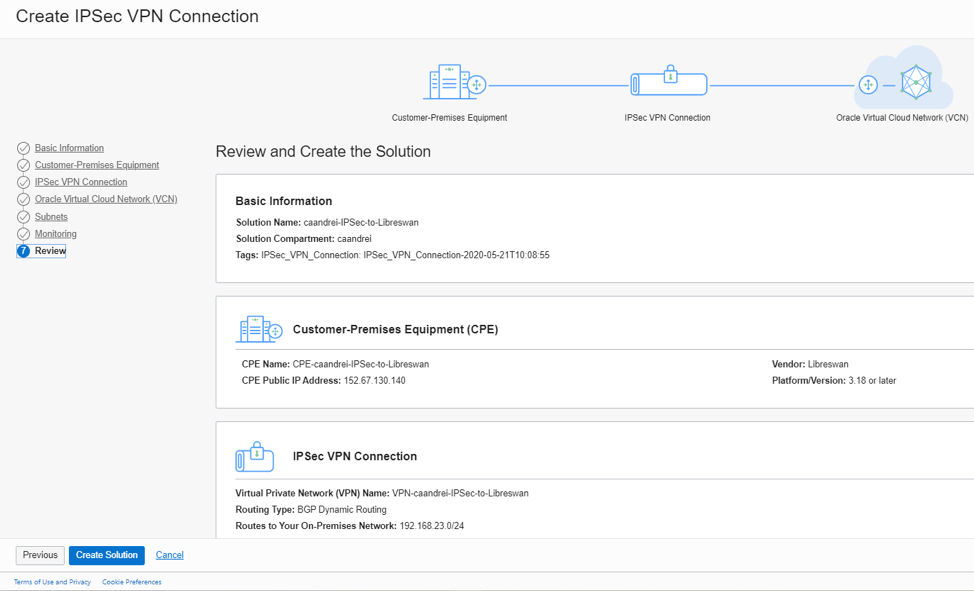 Create IPSec VPN Connection
Customer-Premises Equipment
IPSec VPN Connection
Oracle Virtual Cloud Network (VCN)
Basic Information
Customer-Premises Equipment
IPSec VPN Connection
Oracle Virtual Cloud Network (VCN)
Subnets
Monitoring
7 Review
Review and Create the Solution
Basic Information
Solution Name: caandrei-IPSec-to-Libreswan
Solution Compartment: caandrei
Tags: IPSec_VPN_Connection: IPSec_VPN_Connection-2020-05-21T10:08:55
Customer-Premises Equipment (CPE)
CPE Name: CPE-caandrei-IPSec-to-Libreswan
Vendor: Libreswan
CPE Public IP Address: 152.67.130.140
Platform/Version: 3.18 or later
IPSec VPN Connection
Virtual Private Network (VPN) Name: VPN-caandrei-IPSec-to-Libreswan
Routing Type: BGP Dynamic Routing
Routes to Your On-Premises Network: 192.168.23.0/24
Previous Create Solution Cancel
Terms of Use and Privacy Cookie Preferences